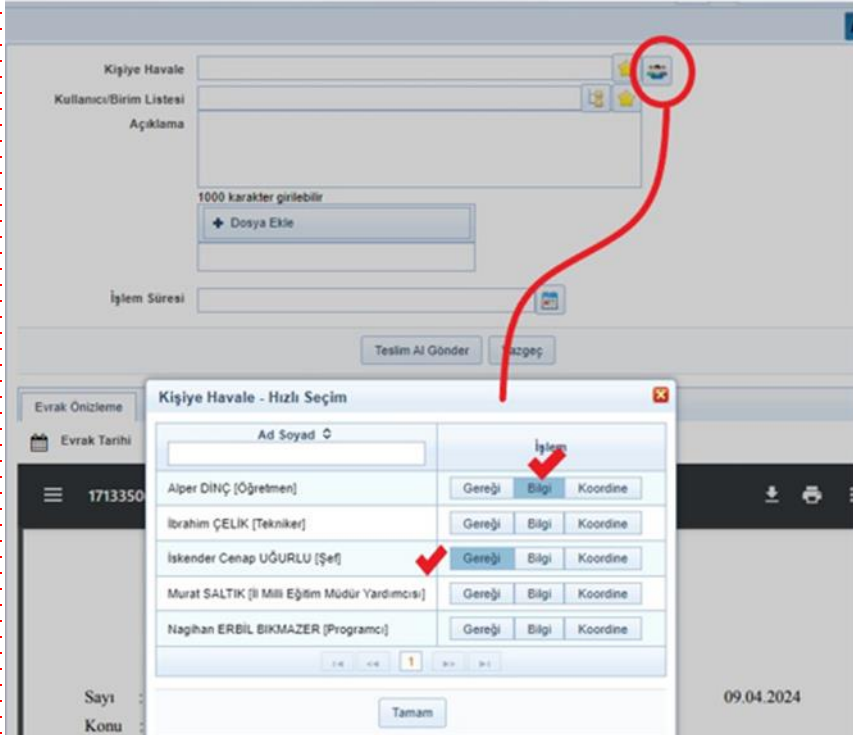 Kişiye Havale
Kullanıcı/Birim Listesi
Açıklama
1000 karakter girilebilir
+ Dosya Ekle
İşlem Süresi
Teslim Al Gönder
Kişiye Havale - Hızlı Seçim
Evrak Önizleme
Evrak Tarihi
Ad Soyad
İşlem
Alper DİNÇ [Öğretmen] Gereği Bilgi Koordine
İbrahim ÇELİK [Tekniker] Gereği Bilgi Koordine
İskender Cenap UĞURLU [Şef] Gereği Bilgi Koordine
Murat SALTIK [İl Milli Eğitim Müdür Yardımcısı] Gereği Bilgi Koordine
Nagihan ERBİL BIKMAZER [Programcı] Gereği Bilgi Koordine
1
Tamam
Sayı :
09.04.2024
Konu :